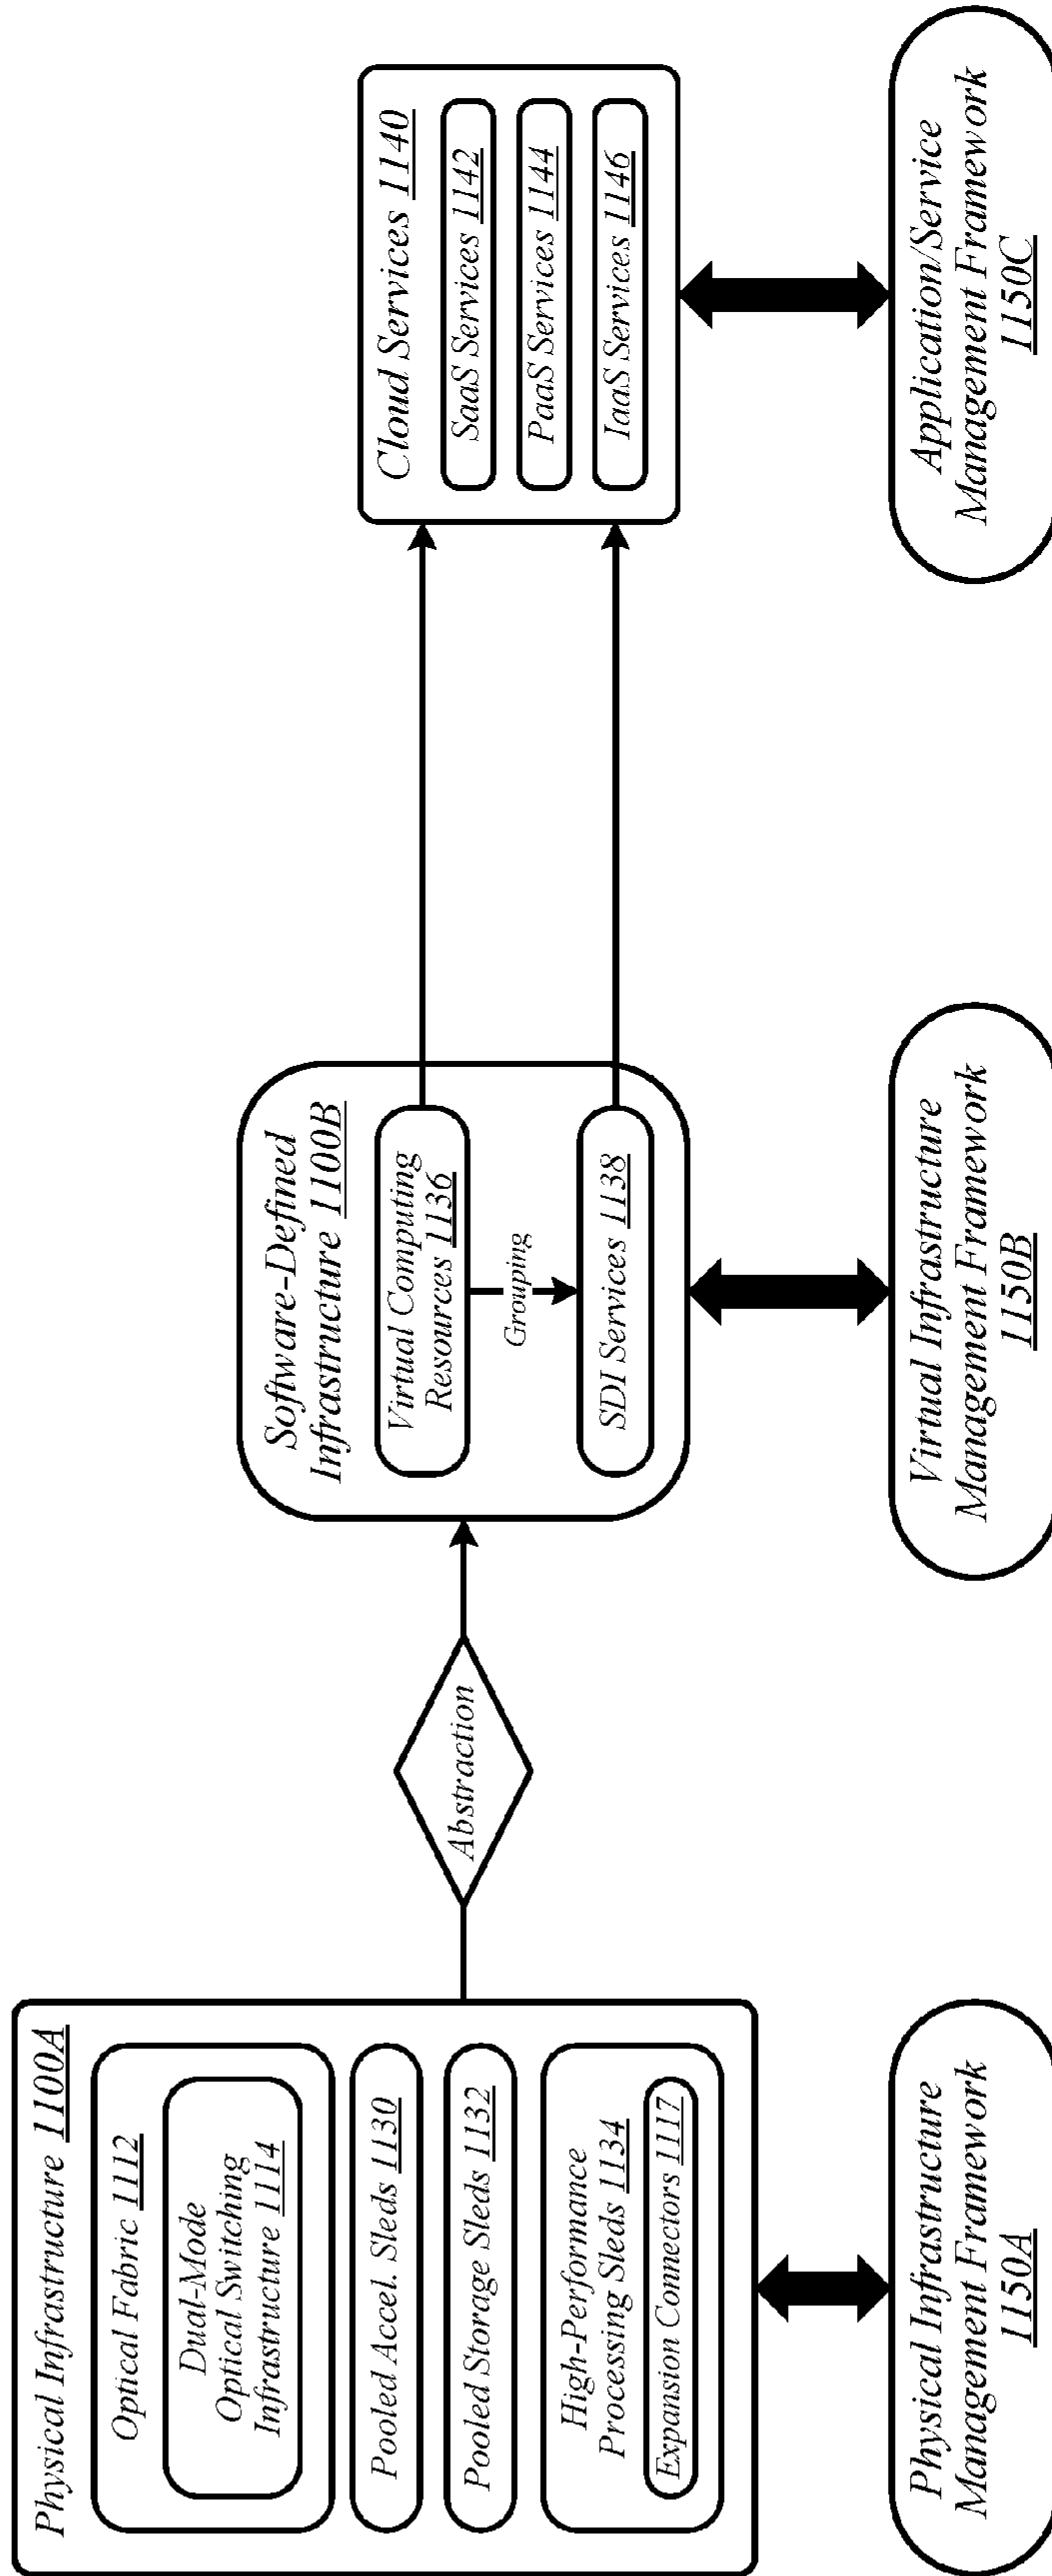 Physical Infrastructure 1100A
Optical Fabric 1112
Dual-Mode
Optical Switching
Infrastructure 1114
Pooled Accel. Sleds 1130
Pooled Storage Sleds 1132
High-Performance
Processing Sleds 1134
Expansion Connectors 1117
Physical Infrastructure
Management Framework
1150A
Abstraction
Software-Defined
Infrastructure 1100B
Virtual Computing
Resources 1136
Grouping
SDI Services 1138
Virtual Infrastructure
Management Framework
1150B
Cloud Services 1140
SaaS Services 1142
PaaS Services 1144
IaaS Services 1146
Application/Service
Management Framework
1150C